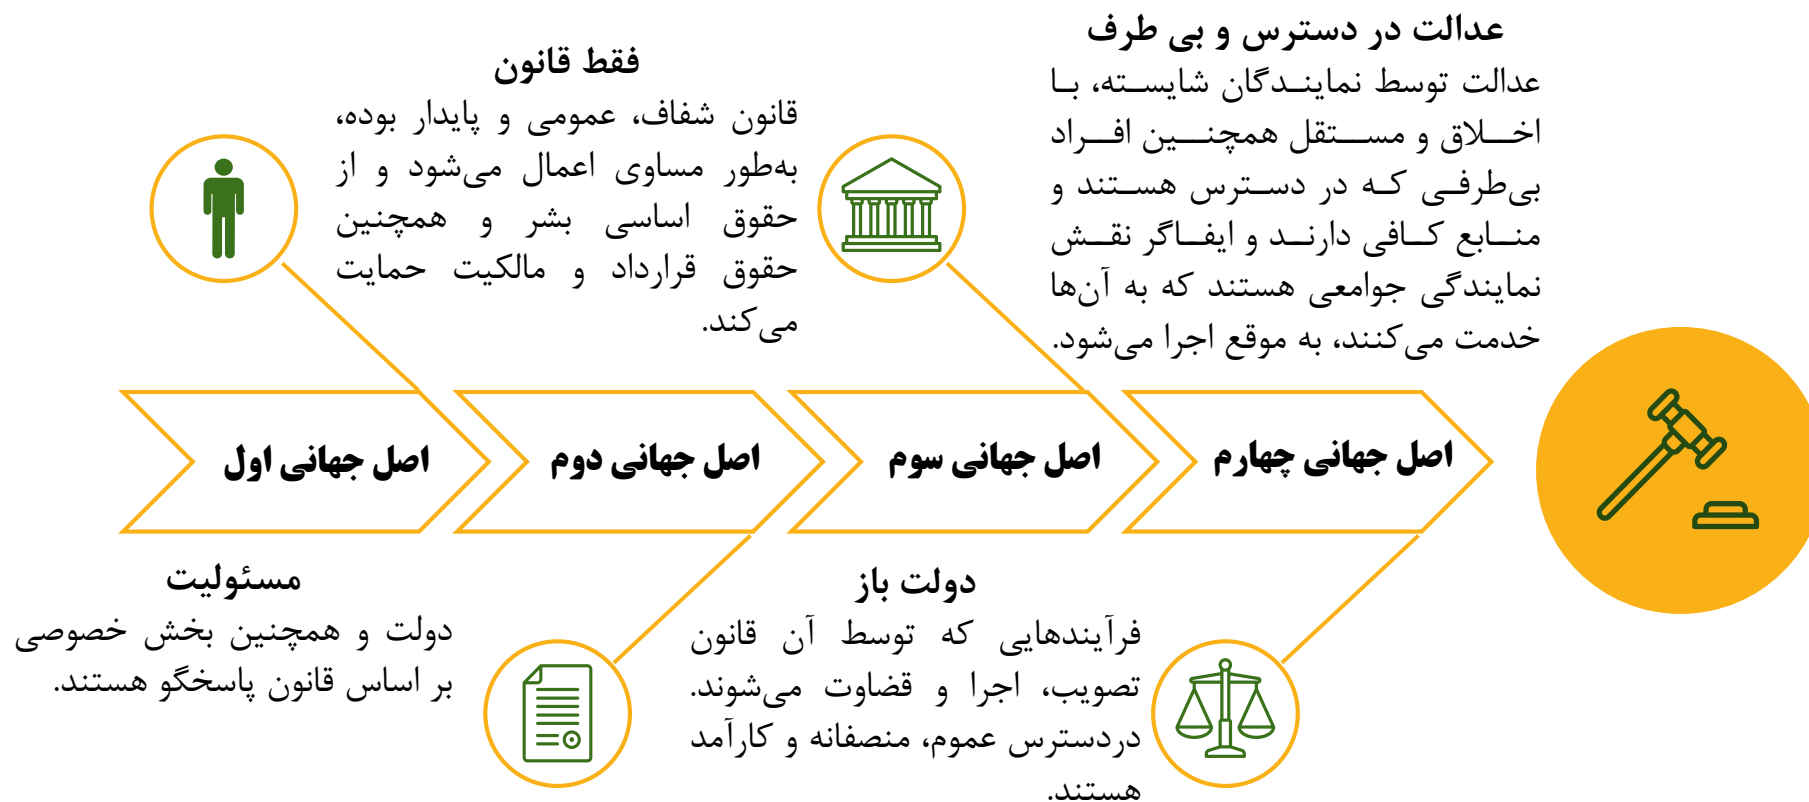 عدالت در دسترس و بی طرف
عدالت توسط نمایندگان شایسته، با
اخلاق و مستقل همچنین افراد
بی‌طرفی که در دسترس هستند و
منابع کافی دارند و ایفاگر نقش
نمایندگی جوامعی هستند که به آن‌ها
خدمت می‌کنند، به موقع اجرا می‌شود.
فقط قانون
قانون شفاف، عمومی و پایدار بوده،
به‌طور مساوی اعمال می‌شود و از
حقوق اساسی بشر و همچنین
حقوق قرارداد و مالکیت حمایت
می‌کند.
اصل جهانی اول
اصل جهانی دوم
اصل جهانی سوم
اصل جهانی چهارم
مسئولیت
دولت و همچنین بخش خصوصی
بر اساس قانون پاسخگو هستند.
دولت باز
فرآیندهایی که توسط آن قانون
تصویب، اجرا و قضاوت می‌شوند.
دردسترس عموم، منصفانه و کارآمد
هستند.